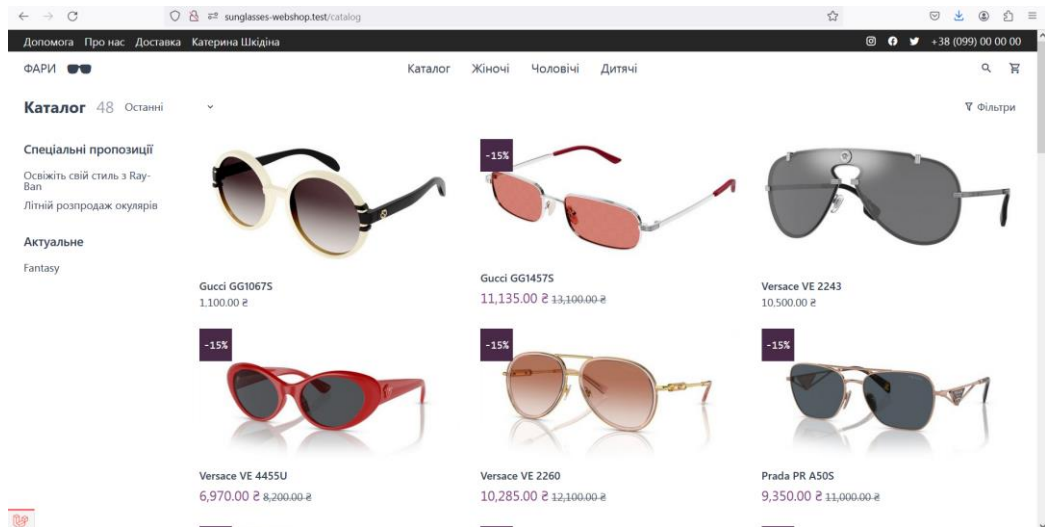 sunglasses-webshop.test/catalog
Допомога Про нас Доставка Катерина Шкідіна +38 (099) 00 00 00
ФАРИ Каталог Жіночі Чоловічі Дитячі
Каталог 48 Останні Фільтри
Спеціальні пропозиції
Освіжіть свій стиль з Ray-
Ban
Літній розпродаж окулярів
Актуальне
Fantasy
Gucci GG1067S
1,100.00 ₴
-15%
Gucci GG1457S
11,135.00 ₴ 13,100.00 ₴
Versace VE 2243
10,500.00 ₴
-15%
Versace VE 4455U
6,970.00 ₴ 8,200.00 ₴
-15%
Versace VE 2260
10,285.00 ₴ 12,100.00 ₴
-15%
Prada PR A50S
9,350.00 ₴ 11,000.00 ₴